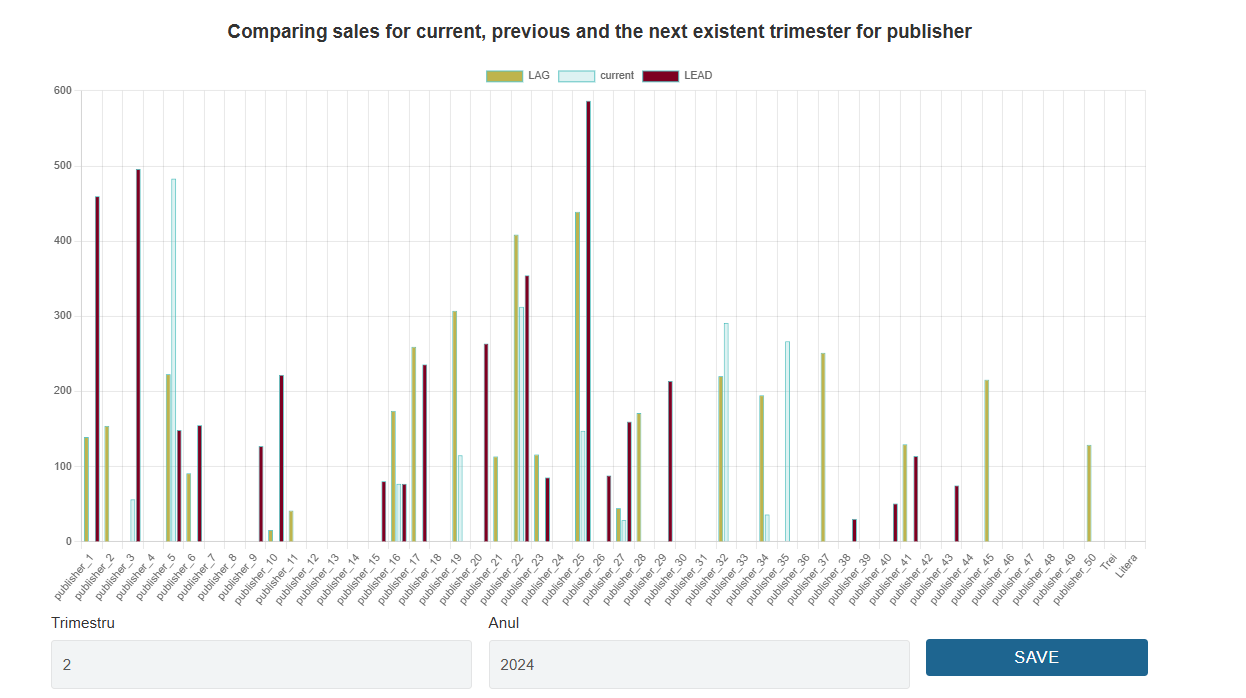 Comparing sales for current, previous and the next existent trimester for publisher
LAG current LEAD
600
500
400
300
200
100
0
publisher_1
publisher_2
publisher_3
publisher_4
publisher_5
publisher_6
publisher_7
publisher_8
publisher_9
publisher_10
publisher_11
publisher_12
publisher_13
publisher_14
publisher_15
publisher_16
publisher_17
publisher_18
publisher_19
publisher_20
publisher_21
publisher_22
publisher_23
publisher_24
publisher_25
publisher_26
publisher_27
publisher_28
publisher_29
publisher_30
publisher_31
publisher_32
publisher_33
publisher_34
publisher_35
publisher_36
publisher_37
publisher_38
publisher_39
publisher_40
publisher_41
publisher_42
publisher_43
publisher_44
publisher_45
publisher_46
publisher_47
publisher_48
publisher_49
publisher_50
Trei
Litera
Trimestru Anul
2 2024 SAVE